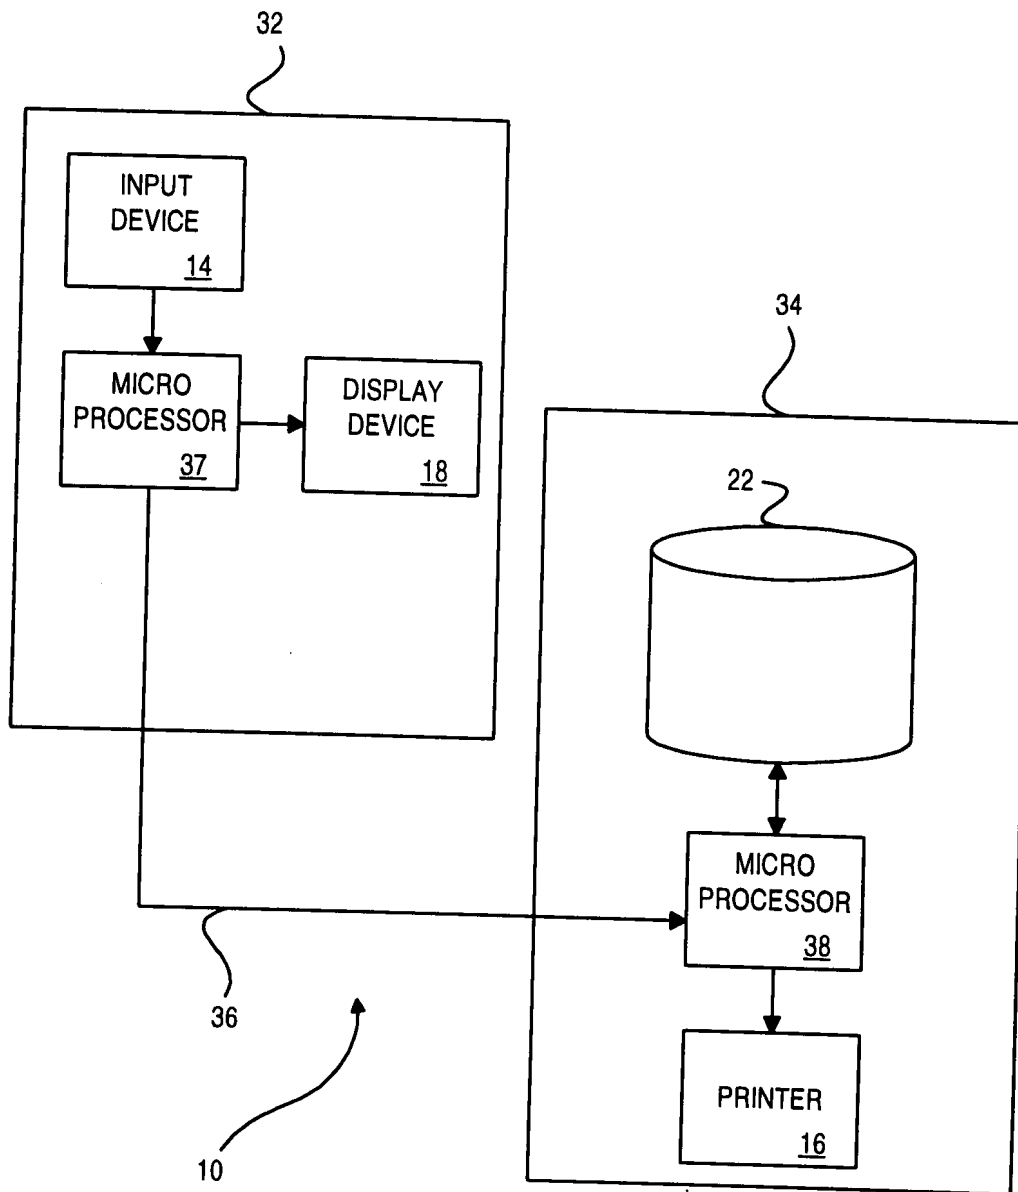 32
INPUT
DEVICE
14
MICRO
PROCESSOR
37
DISPLAY
DEVICE
18
34
22
MICRO
PROCESSOR
38
36
PRINTER
16
10